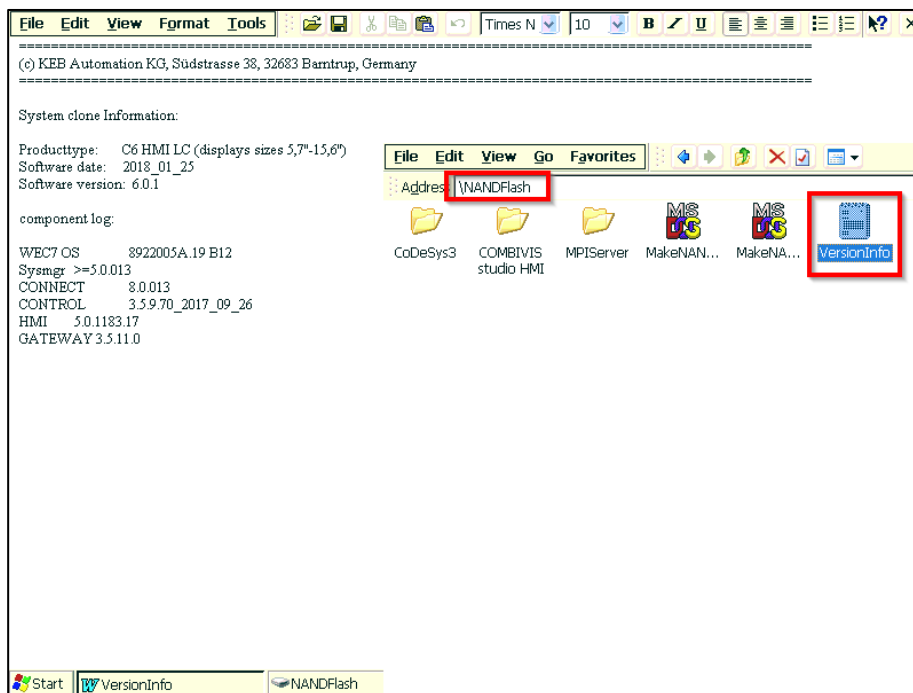 File Edit View Format Tools Times N 10 B I U
================================================================================
(c) KEB Automation KG, Südstrasse 38, 32683 Barntrup, Germany
================================================================================
System clone Information:
Producttype: C6 HMI LC (displays sizes 5,7"-15,6")
Software date: 2018_01_25
Software version: 6.0.1
component log:
WEC7 OS 8922005A.19 B12
Sysmgr >=5.0.013
CONNECT 8.0.013
CONTROL 3.5.9.70_2017_09_26
HMI 5.0.1183.17
GATEWAY 3.5.11.0
File Edit View Go Favorites
Address \NANDFlash
CoDeSys3
COMBIVIS
studio HMI
MPIServer
MS
DOS
MakeNAN...
MS
DOS
MakeNA...
VersionInfo
Start VersionInfo NANDFlash